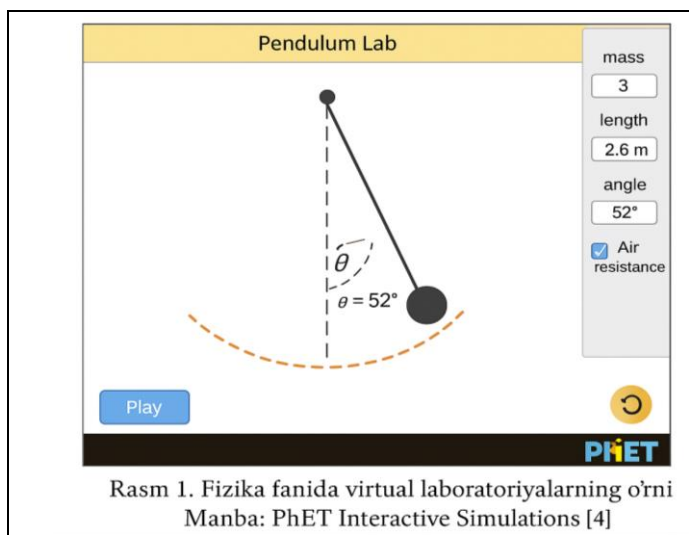 Pendulum Lab
mass
3
length
2.6 m
angle
52°
Air
resistance
θ
θ = 52°
Play
PhET
Rasm 1. Fizika fanida virtual laboratoriyalarning o'rni
Manba: PhET Interactive Simulations [4]